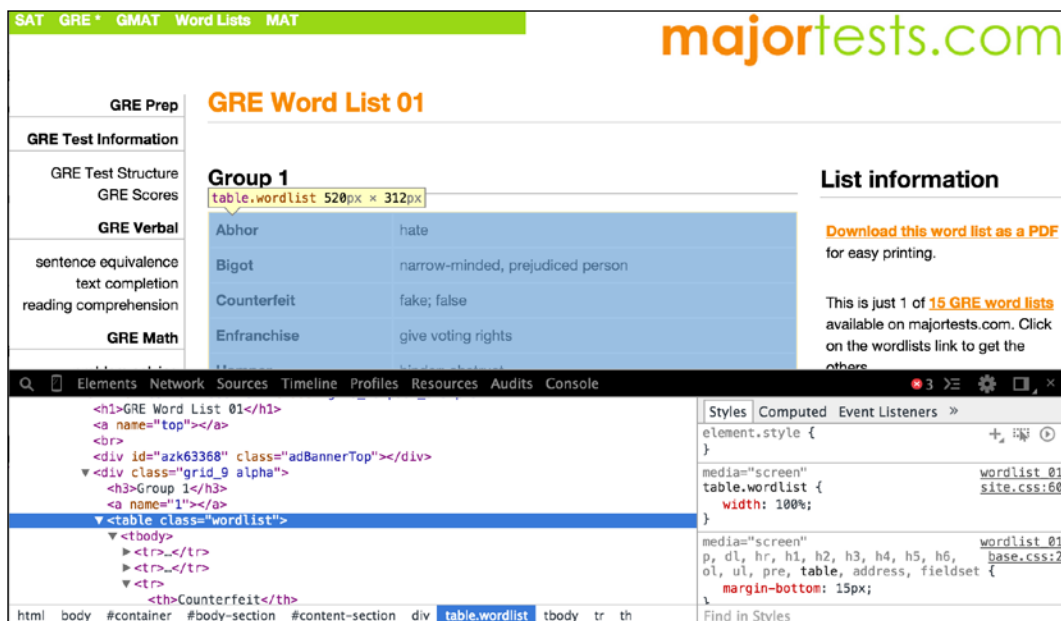 SAT GRE * GMAT Word Lists MAT
majortests.com
GRE Prep
GRE Test Information
GRE Test Structure
GRE Scores
GRE Verbal
sentence equivalence
text completion
reading comprehension
GRE Math
GRE Word List 01
Group 1
table.wordlist 520px × 312px
Abhor hate
Bigot narrow-minded, prejudiced person
Counterfeit fake; false
Enfranchise give voting rights
List information
Download this word list as a PDF
for easy printing.
This is just 1 of 15 GRE word lists
available on majortests.com. Click
on the wordlists link to get the
others
Elements Network Sources Timeline Profiles Resources Audits Console
3
<h1>GRE Word List 01</h1>
<a name="top"></a>
<br>
<div id="azk63368" class="adBannerTop"></div>
▼<div class="grid_9 alpha">
<h3>Group 1</h3>
<a name="1"></a>
▼<table class="wordlist">
▼<tbody>
▶<tr>…</tr>
▶<tr>…</tr>
▼<tr>
<th>Counterfeit</th>
html body #container #body-section #content-section div table.wordlist tbody tr th
Styles Computed Event Listeners »
element.style {
}
media="screen" wordlist_01
table.wordlist { site.css:60
width: 100%;
}
media="screen" wordlist_01
p, dl, hr, h1, h2, h3, h4, h5, h6, base.css:2
ol, ul, pre, table, address, fieldset {
margin-bottom: 15px;
}
Find in Styles